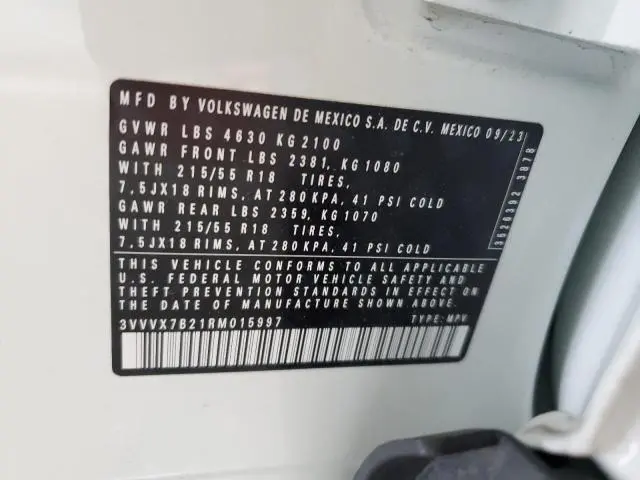 MFD BY VOLKSWAGEN DE MEXICO S.A. DE C.V. MEXICO 09/23
GVWR LBS 4630 KG 2100
GAWR FRONT LBS 2381, KG 1080
WITH 215/55 R18 TIRES,
7.5JX18 RIMS, AT 280 KPA, 41 PSI COLD
GAWR REAR LBS 2359, KG 1070
WITH 215/55 R18 TIRES,
7.5JX18 RIMS, AT 280 KPA, 41 PSI COLD
3526392 3878
THIS VEHICLE CONFORMS TO ALL APPLICABLE
U.S. FEDERAL MOTOR VEHICLE SAFETY AND
THEFT PREVENTION STANDARDS IN EFFECT ON
THE DATE OF MANUFACTURE SHOWN ABOVE.
3VVVX7B21RM015997 TYPE: MPV